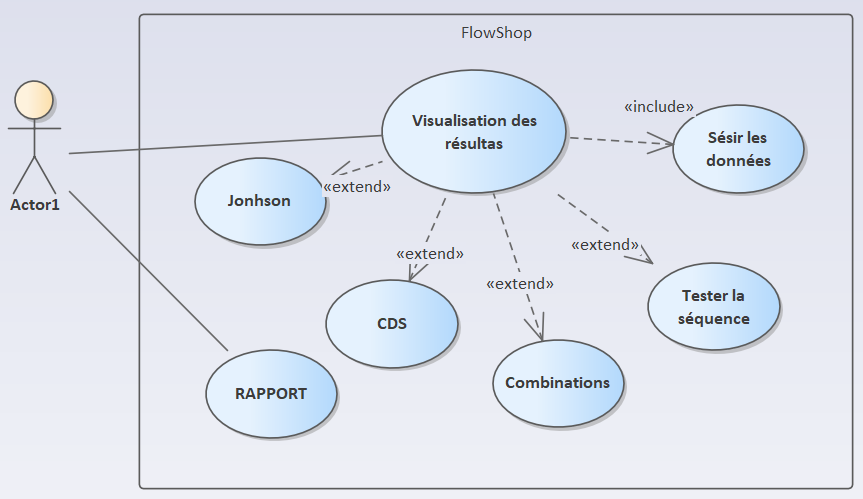 FlowShop
Visualisation des
résultas
«include»
Sésir les
données
Actor1
Jonhson
«extend»
«extend»
«extend»
«extend»
CDS
Combinations
Tester la
séquence
RAPPORT